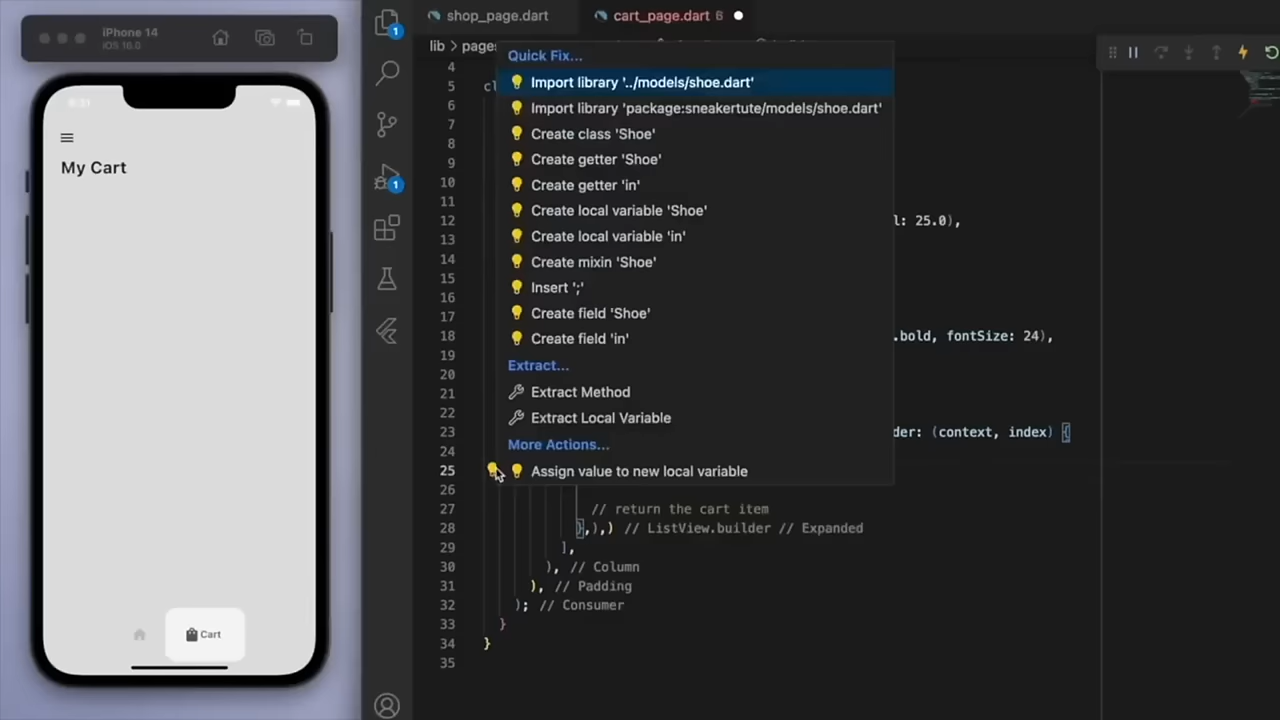 iPhone 14
iOS 16.0
My Cart
Cart
1
1
shop_page.dart
cart_page.dart 6
lib > pages
Quick Fix...
Import library '../models/shoe.dart'
Import library 'package:sneakertute/models/shoe.dart'
Create class 'Shoe'
Create getter 'Shoe'
Create getter 'in'
Create local variable 'Shoe'
Create local variable 'in'
Create mixin 'Shoe'
Insert ';'
Create field 'Shoe'
Create field 'in'
Extract...
Extract Method
Extract Local Variable
More Actions...
Assign value to new local variable
4
5 cl
6
7
8
9
10
11
12 l: 25.0),
13
14
15
16
17
18 .bold, fontSize: 24),
19
20
21
22
23 der: (context, index) {
24
25
26
27 // return the cart item
28 },),) // ListView.builder // Expanded
29 ],
30 ), // Column
31 ), // Padding
32 ); // Consumer
33 }
34 }
35